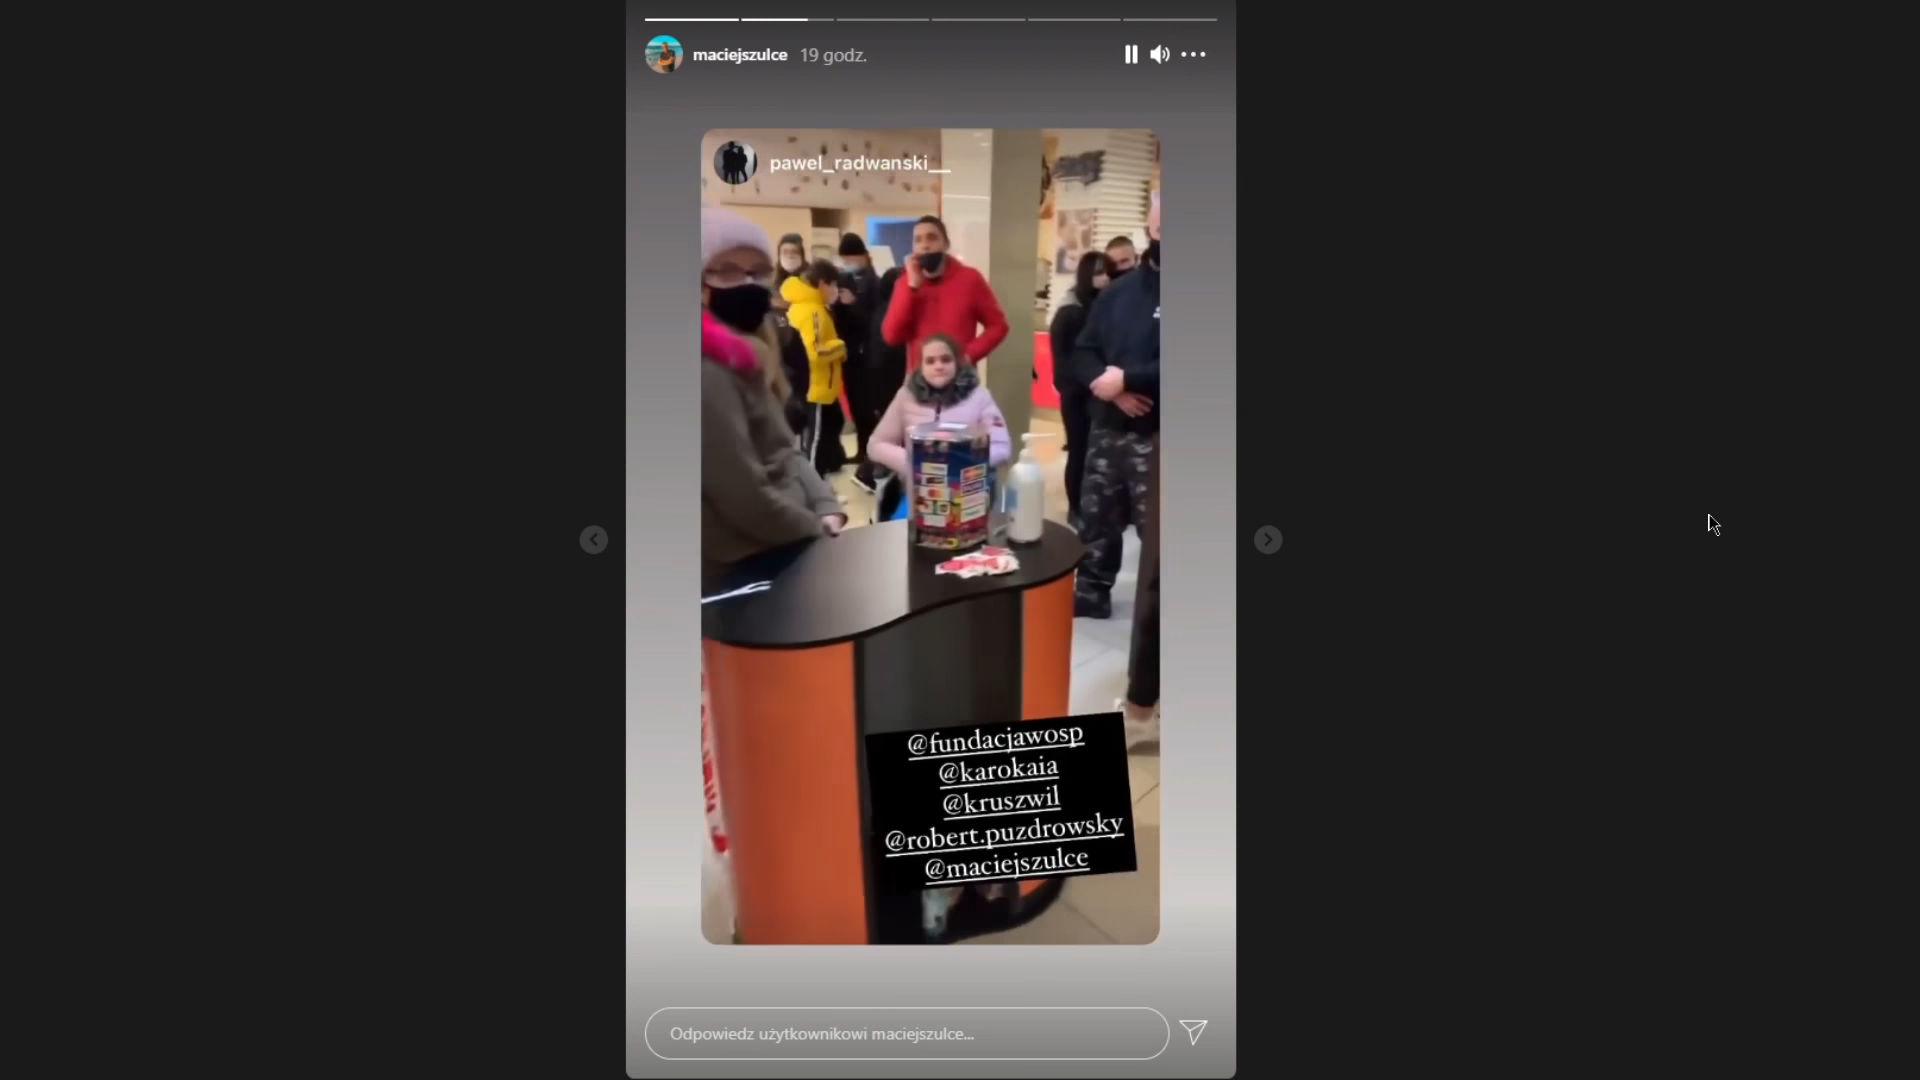 maciejszulce 19 godz.
pawel_radwanski__
@fundacjawosp
@karokaia
@kruszwil
@robert.puzdrowsky
@maciejszulce
Odpowiedz użytkownikowi maciejszulce...